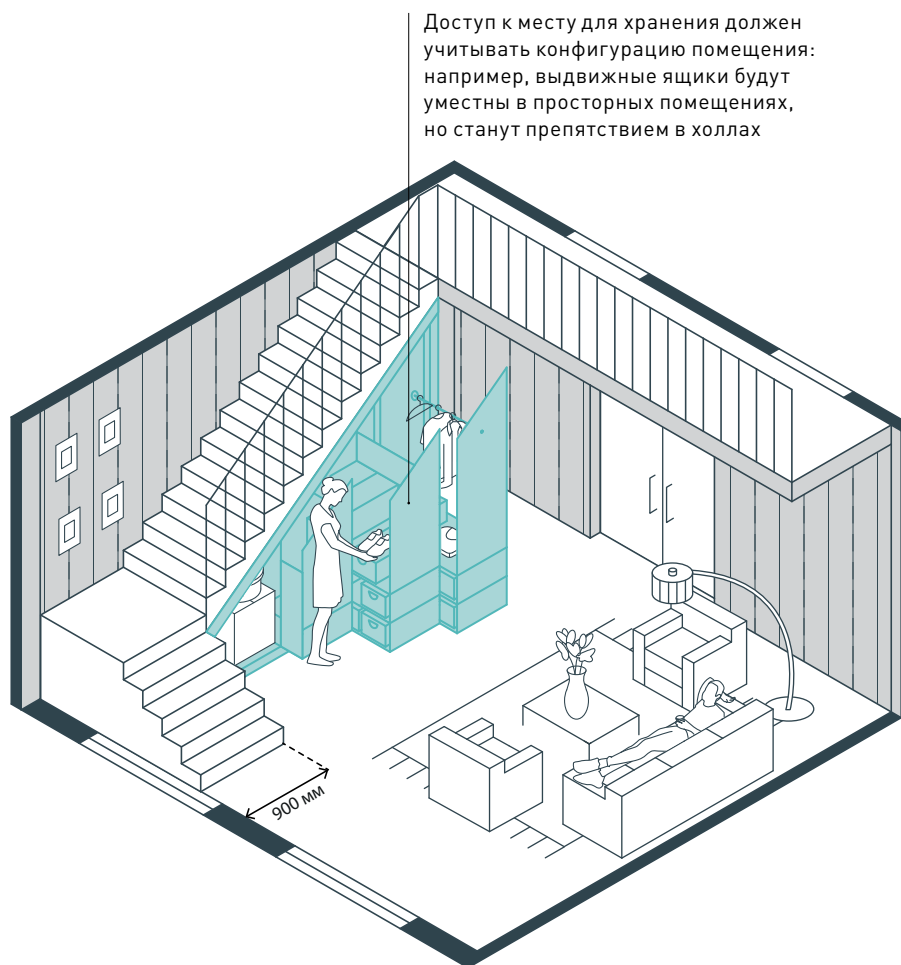 Доступ к месту для хранения должен
учитывать конфигурацию помещения:
например, выдвижные ящики будут
уместны в просторных помещениях,
но станут препятствием в холлах
900 мм